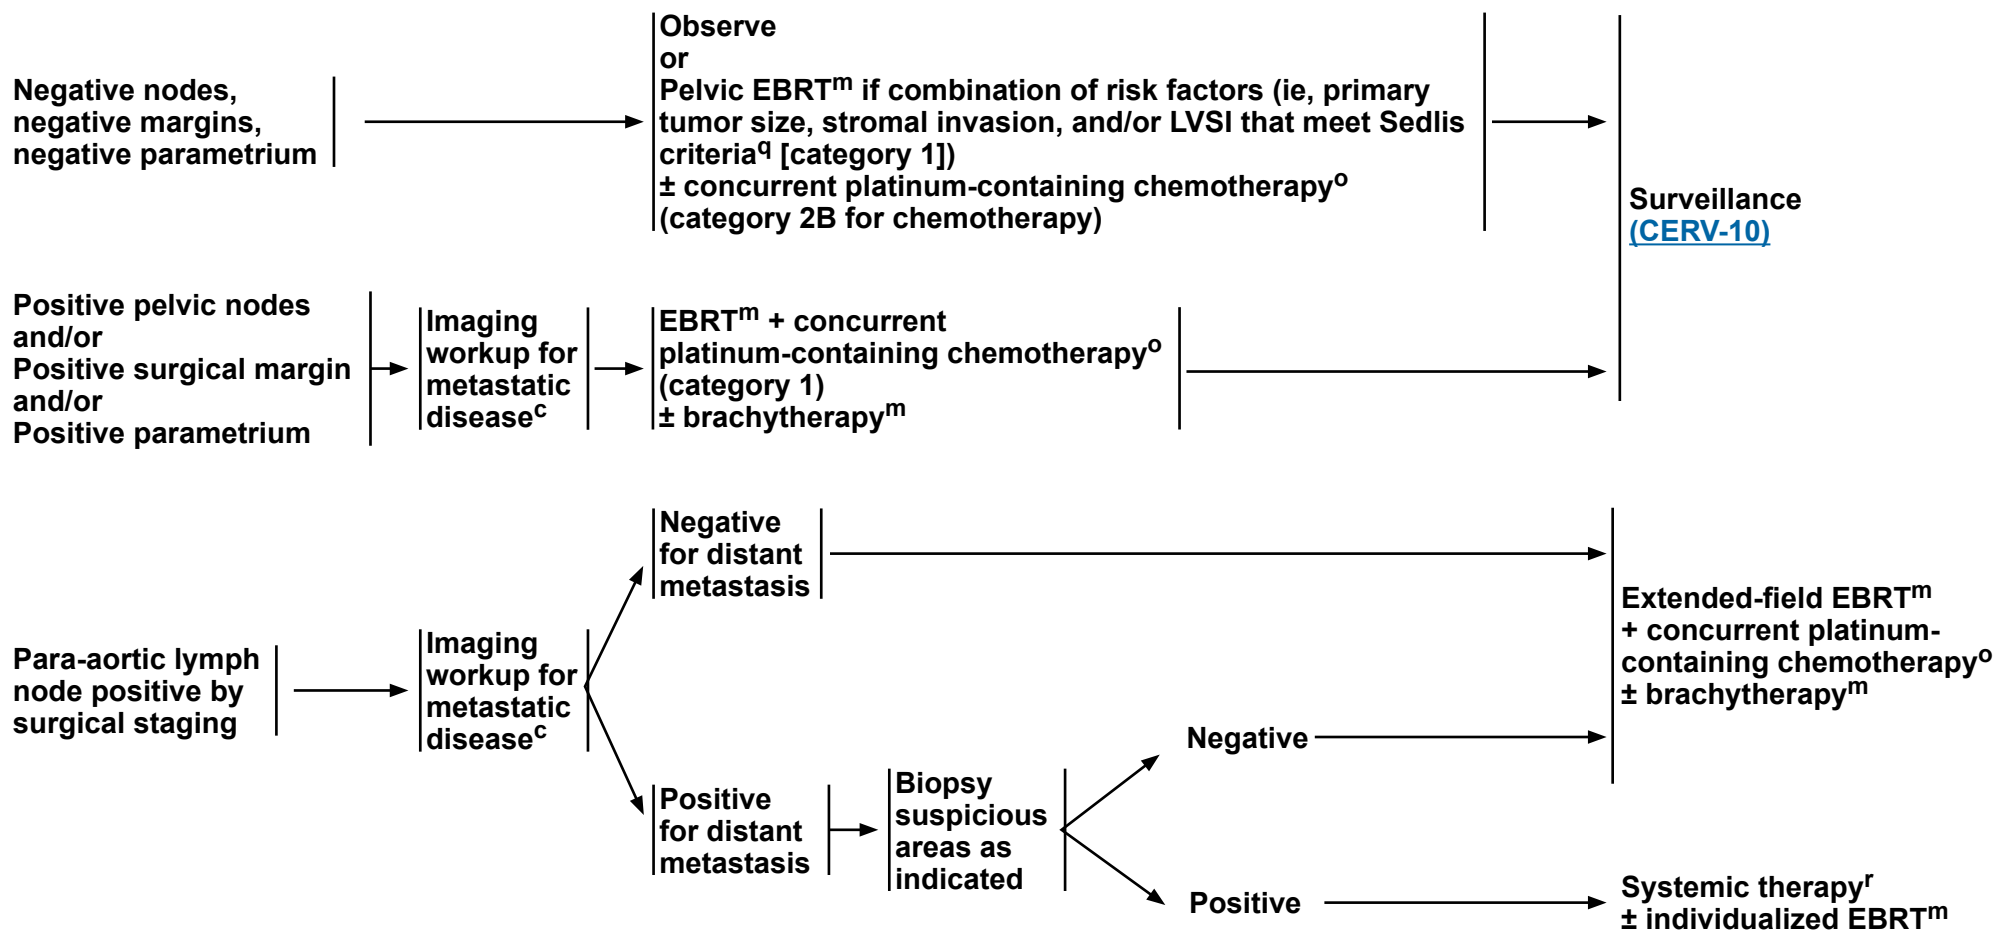 Negative nodes,
negative margins,
negative parametrium
Observe
or
Pelvic EBRTᵐ if combination of risk factors (ie, primary
tumor size, stromal invasion, and/or LVSI that meet Sedlis
criteria^q [category 1])
± concurrent platinum-containing chemotherapyᵒ
(category 2B for chemotherapy)
Surveillance
(CERV-10)
Positive pelvic nodes
and/or
Positive surgical margin
and/or
Positive parametrium
Imaging
workup for
metastatic
diseaseᶜ
EBRTᵐ + concurrent
platinum-containing chemotherapyᵒ
(category 1)
± brachytherapyᵐ
Para-aortic lymph
node positive by
surgical staging
Imaging
workup for
metastatic
diseaseᶜ
Negative
for distant
metastasis
Positive
for distant
metastasis
Biopsy
suspicious
areas as
indicated
Negative
Positive
Extended-field EBRTᵐ
+ concurrent platinum-
containing chemotherapyᵒ
± brachytherapyᵐ
Systemic therapyʳ
± individualized EBRTᵐ